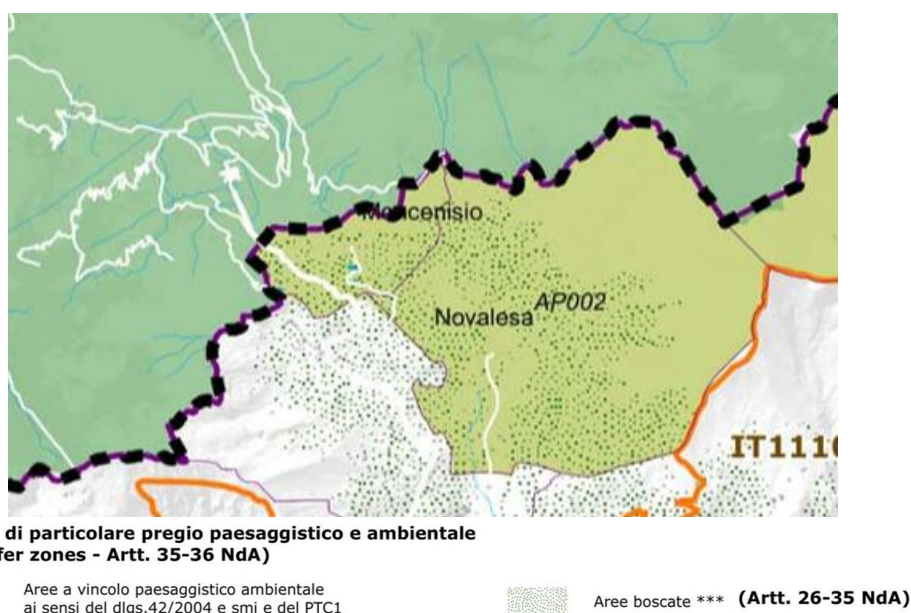 Moncenisio
Novalesa AP002
IT1110
di particolare pregio paesaggistico e ambientale
fer zones - Artt. 35-36 NdA)
Aree a vincolo paesaggistico ambientale
ai sensi del dlgs.42/2004 e smi e del PTC1
Aree boscate *** (Artt. 26-35 NdA)